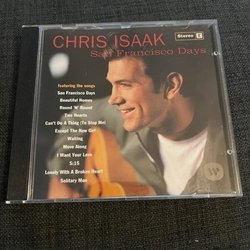 CHRIS ISAAK
San Francisco Days
Stereo
featuring the songs
San Francisco Days
Beautiful Homes
Round 'N' Round
Two Hearts
Can't Do A Thing (To Stop Me)
Except The New Girl
Waiting
Move Along
I Want Your Love
5:15
Lonely With A Broken Heart
Solitary Man